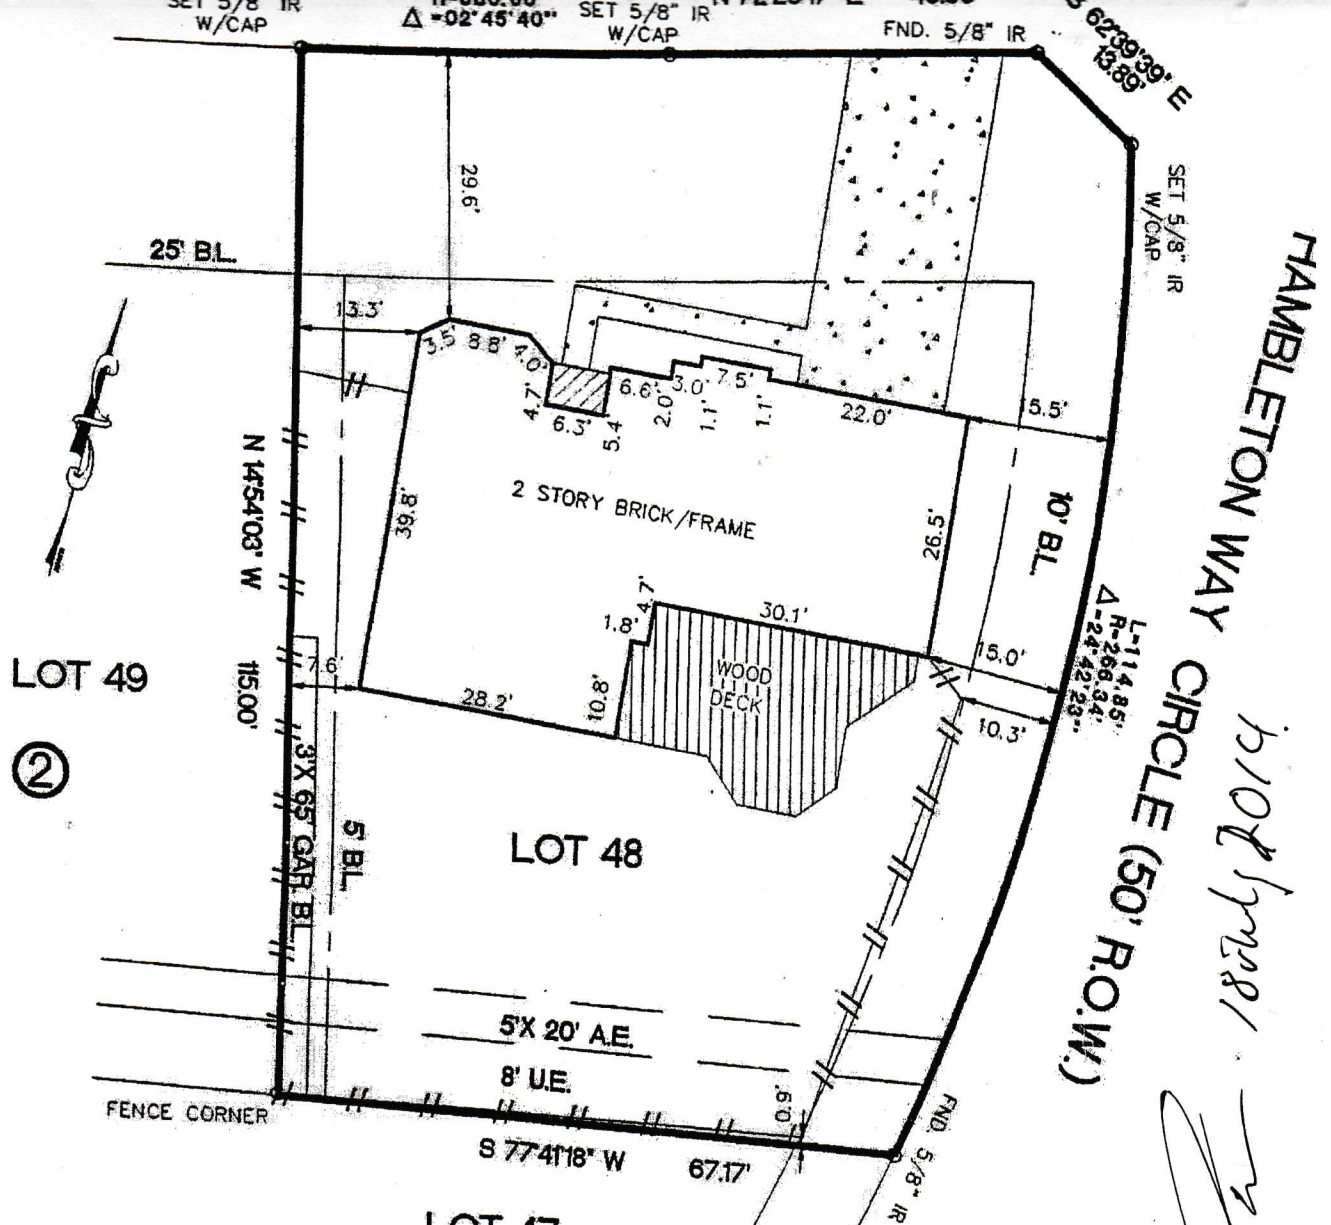 SET 5/8" IR
W/CAP
Δ =02°45'40"
SET 5/8" IR
W/CAP
FND. 5/8" IR
S 62°39'39" E
13.89'
SET 5/8" IR
W/CAP
29.6'
25' B.L.
13.3'
3.5'
8.8'
4.0'
4.7'
6.3'
5.4
6.6'
2.0'
3.0'
1.1'
7.5'
1.1'
22.0'
5.5'
HAMBLETON WAY CIRCLE (50' R.O.W.)
N 14°54'03" W 115.00'
39.8'
2 STORY BRICK/FRAME
26.5'
10' B.L.
L=114.85'
R=266.34'
Δ=24°42'23"
4.7'
1.8'
30.1'
15.0'
10.3'
LOT 49
2
7.6'
28.2'
10.8'
WOOD
DECK
3'X 65' GAR. B.L.
5' B.L.
LOT 48
2014
5'X 20' A.E.
8' U.E.
0.9'
FENCE CORNER
S 77°41'18" W 67.17'
FND. 5/8" IR
LOT 47